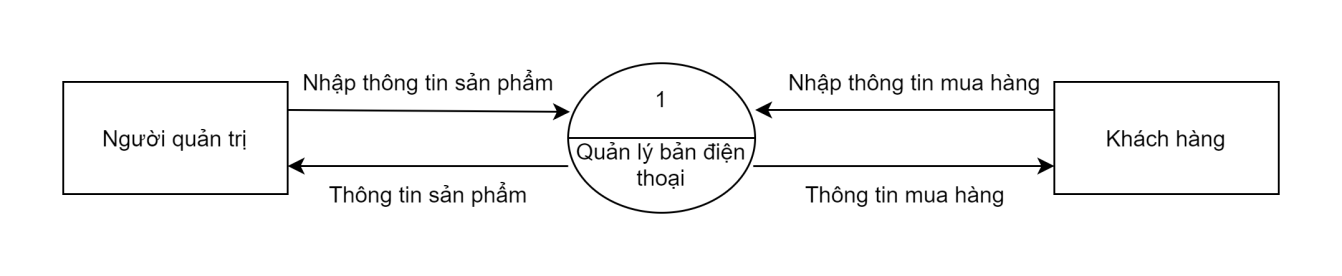 Nhập thông tin sản phẩm
Nhập thông tin mua hàng
1
Người quản trị
Khách hàng
Quản lý bản điện
thoại
Thông tin sản phẩm
Thông tin mua hàng